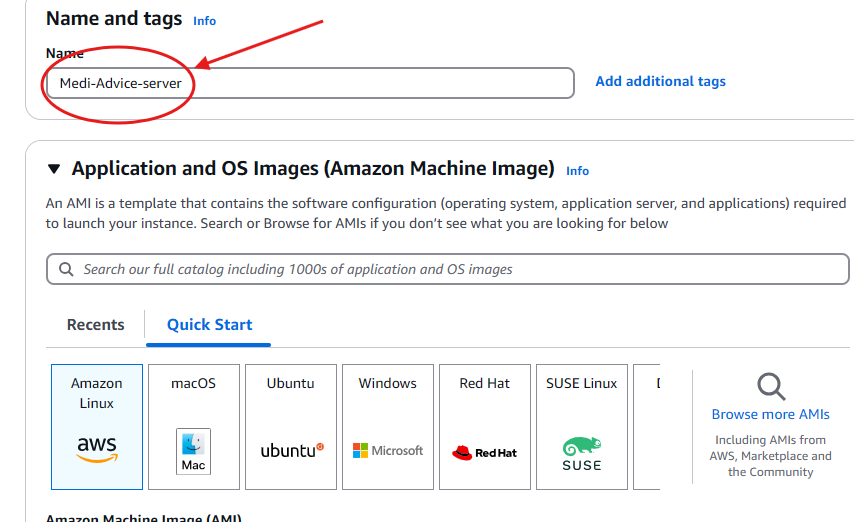 Name and tags Info
Name
Medi-Advice-server
Add additional tags
Application and OS Images (Amazon Machine Image) Info
An AMI is a template that contains the software configuration (operating system, application server, and applications) required
to launch your instance. Search or Browse for AMIs if you don't see what you are looking for below
Search our full catalog including 1000s of application and OS images
Recents
Quick Start
Amazon
Linux
aws
macOS
Mac
Ubuntu
ubuntu
Windows
Microsoft
Red Hat
Red Hat
SUSE Linux
SUSE
Browse more AMIs
Including AMIs from
AWS, Marketplace and
the Community
Amazon Machine Image (AMI)